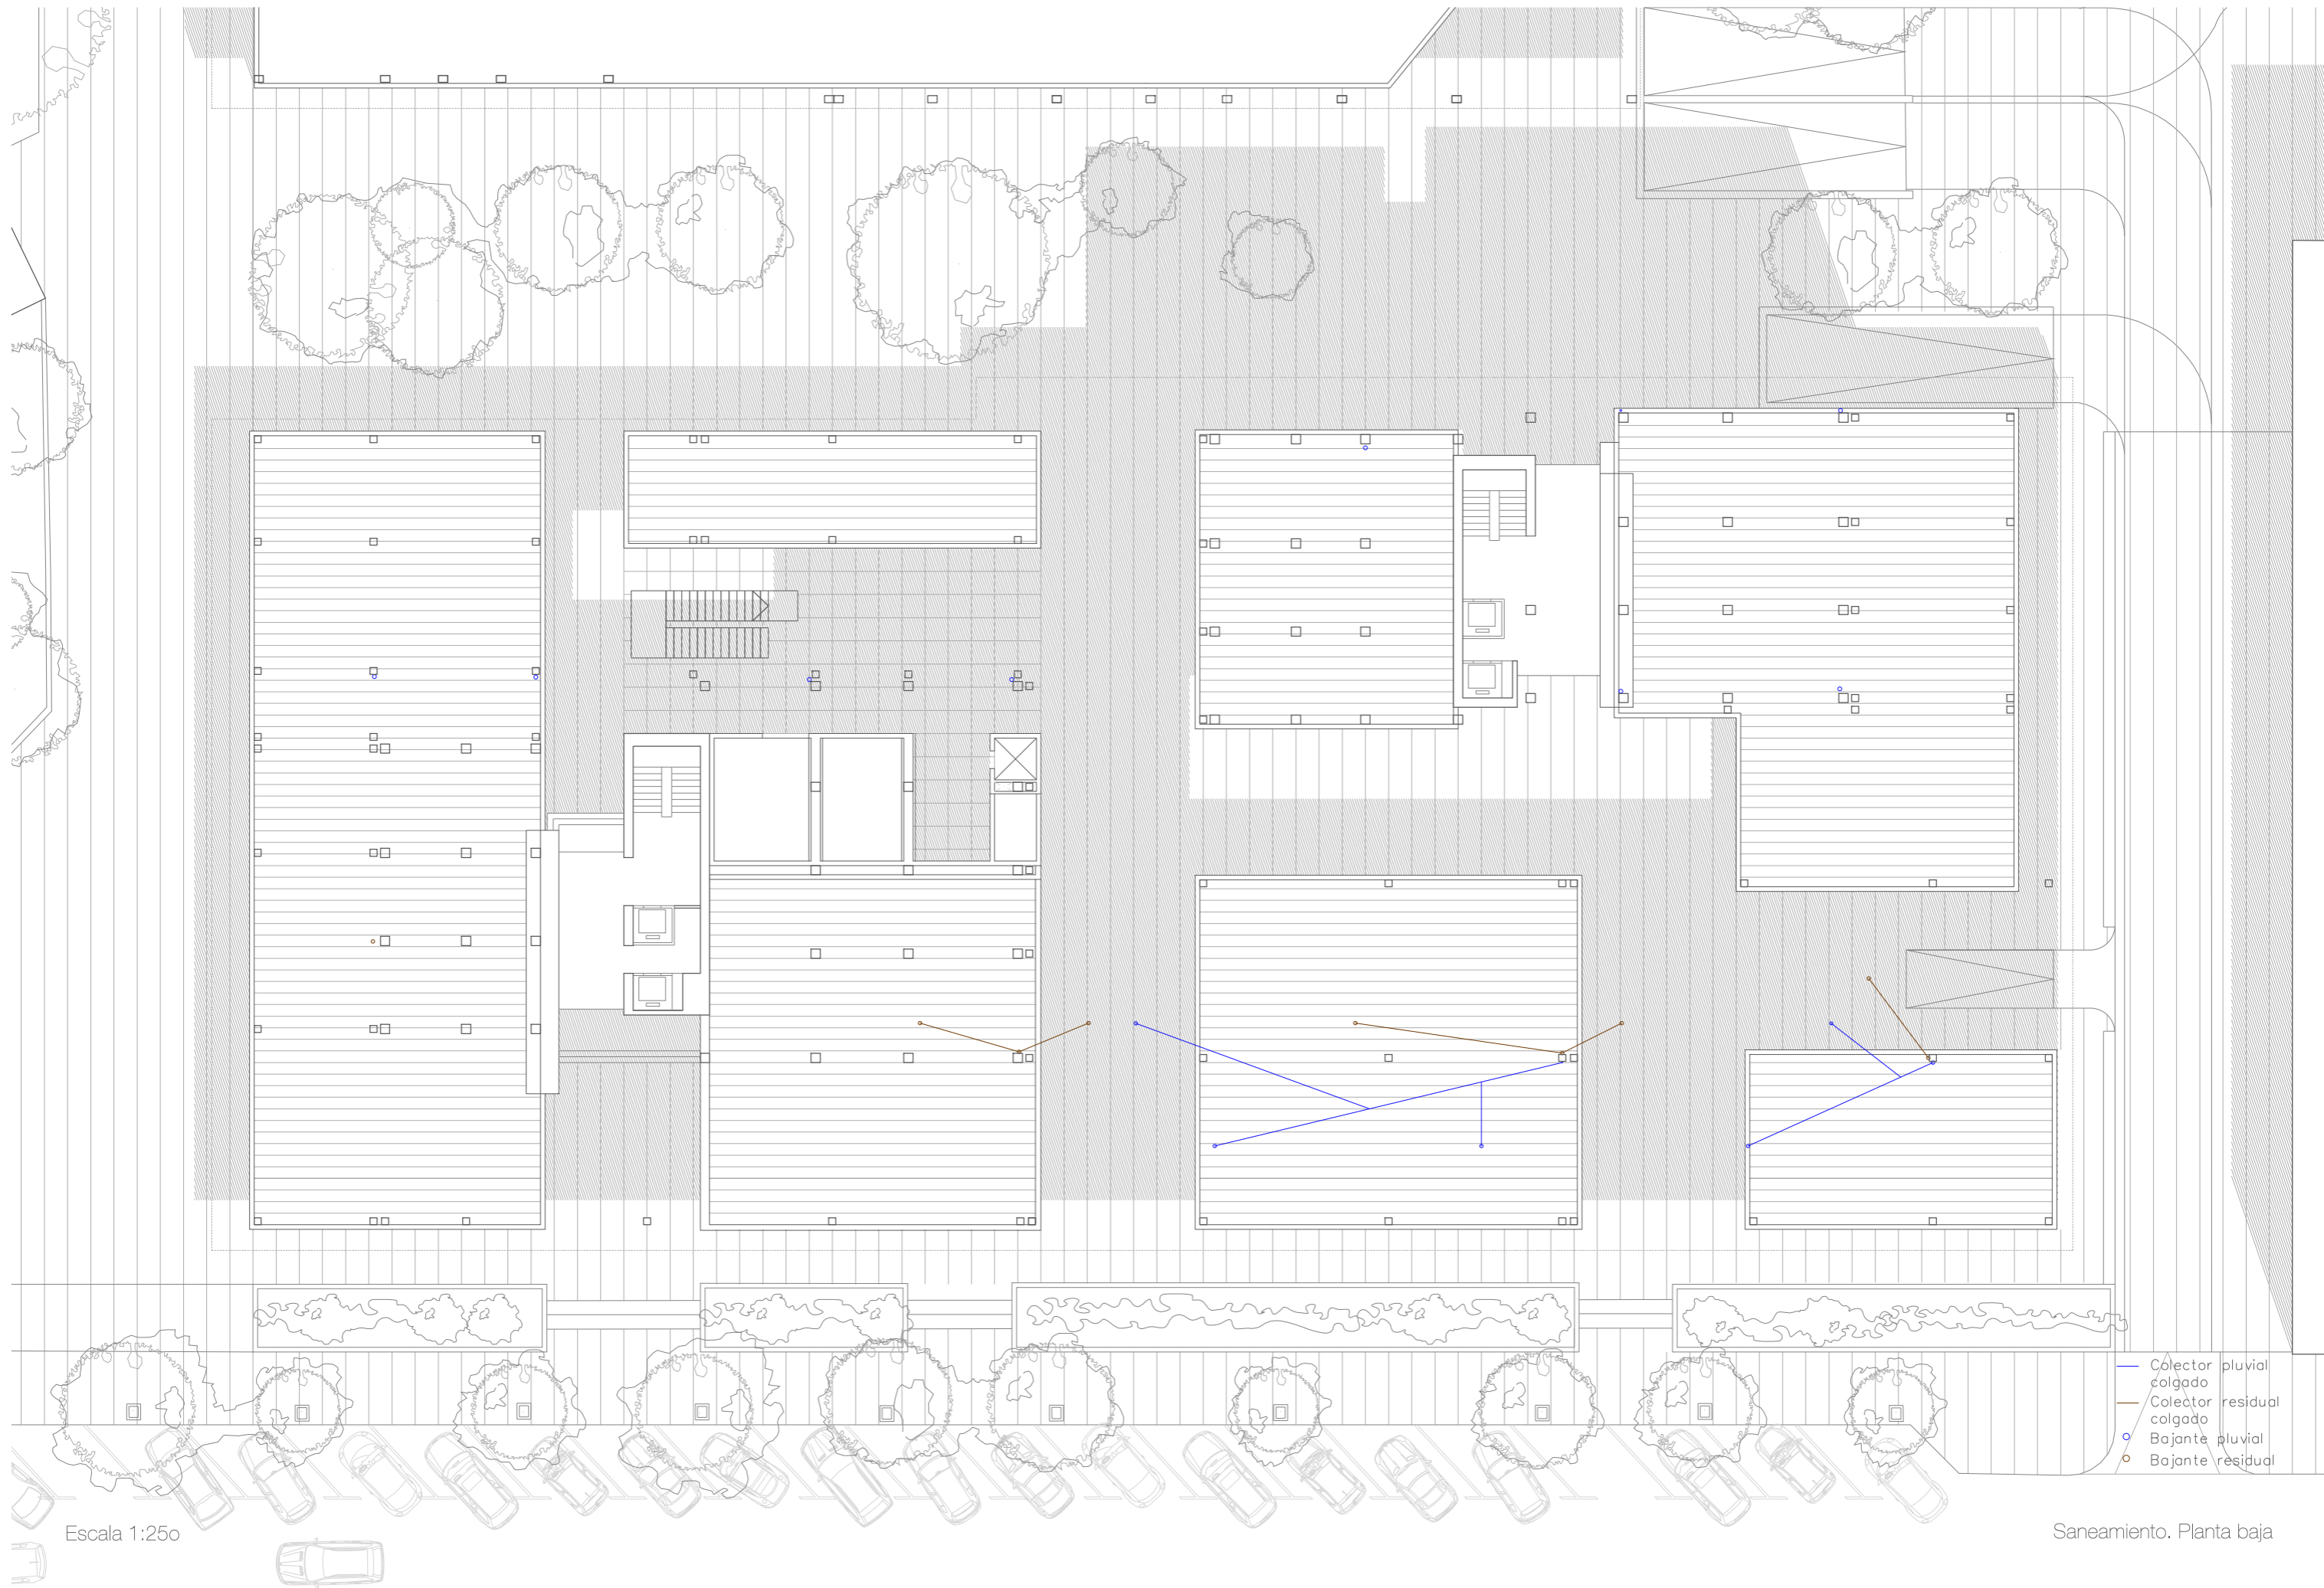 Colector pluvial
colgado
Colector residual
colgado
Bajante pluvial
Bajante residual
Escala 1:25o
Saneamiento. Planta baja